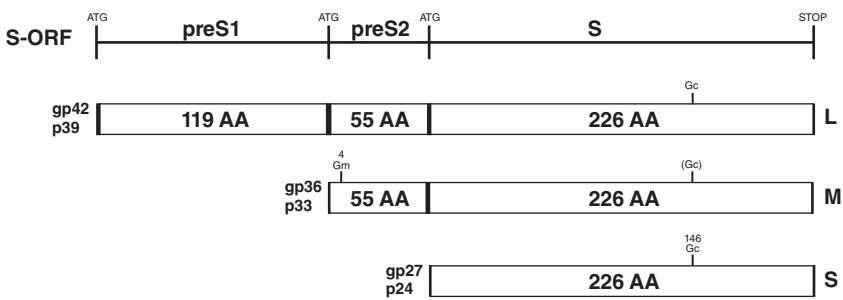 ATG ATG ATG STOP
S-ORF preS1 preS2 S
Gc
gp42
p39 119 AA 55 AA 226 AA L
4
Gm (Gc)
gp36
p33 55 AA 226 AA M
146
Gc
gp27
p24 226 AA S